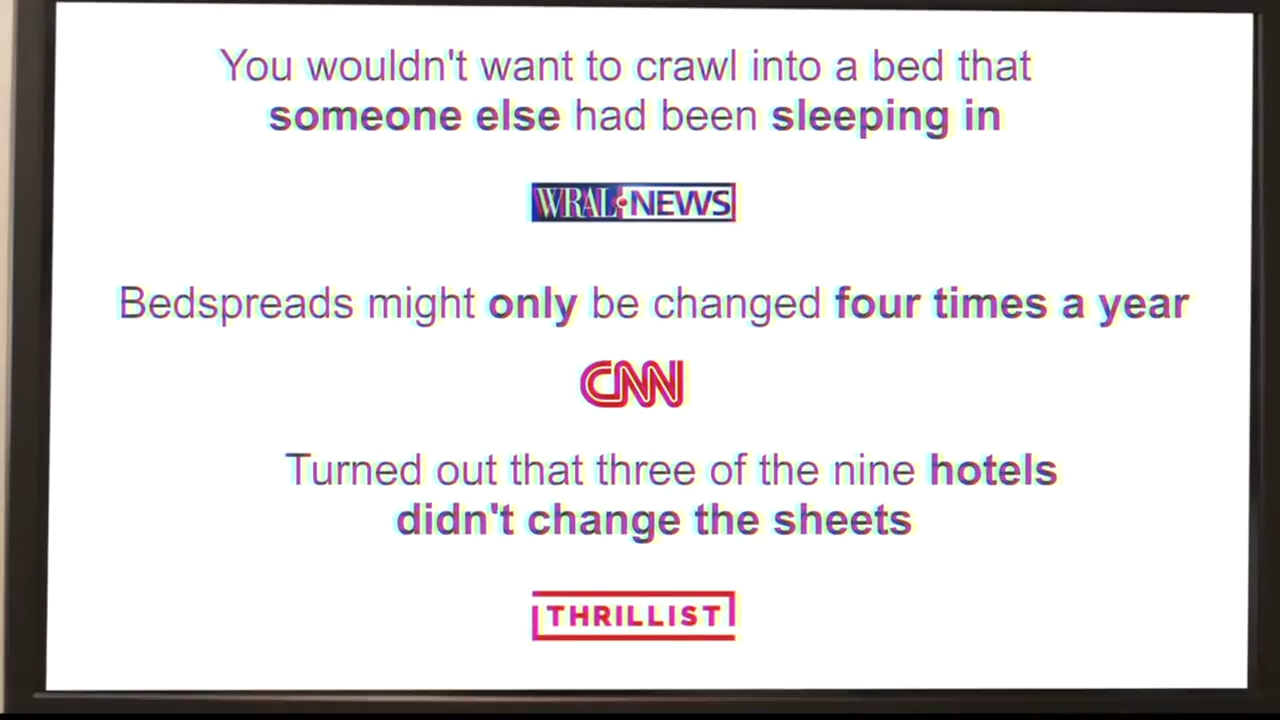 You wouldn't want to crawl into a bed that
someone else had been sleeping in
WRAL NEWS
Bedspreads might only be changed four times a year
CNN
Turned out that three of the nine hotels
didn't change the sheets
THRILLIST